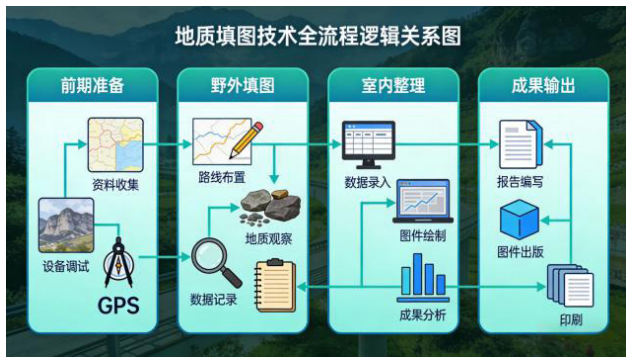 地质填图技术全流程逻辑关系图
前期准备
资料收集
设备调试
GPS
野外填图
路线布置
地质观察
数据记录
室内整理
数据录入
图件绘制
成果分析
成果输出
报告编写
图件出版
印刷